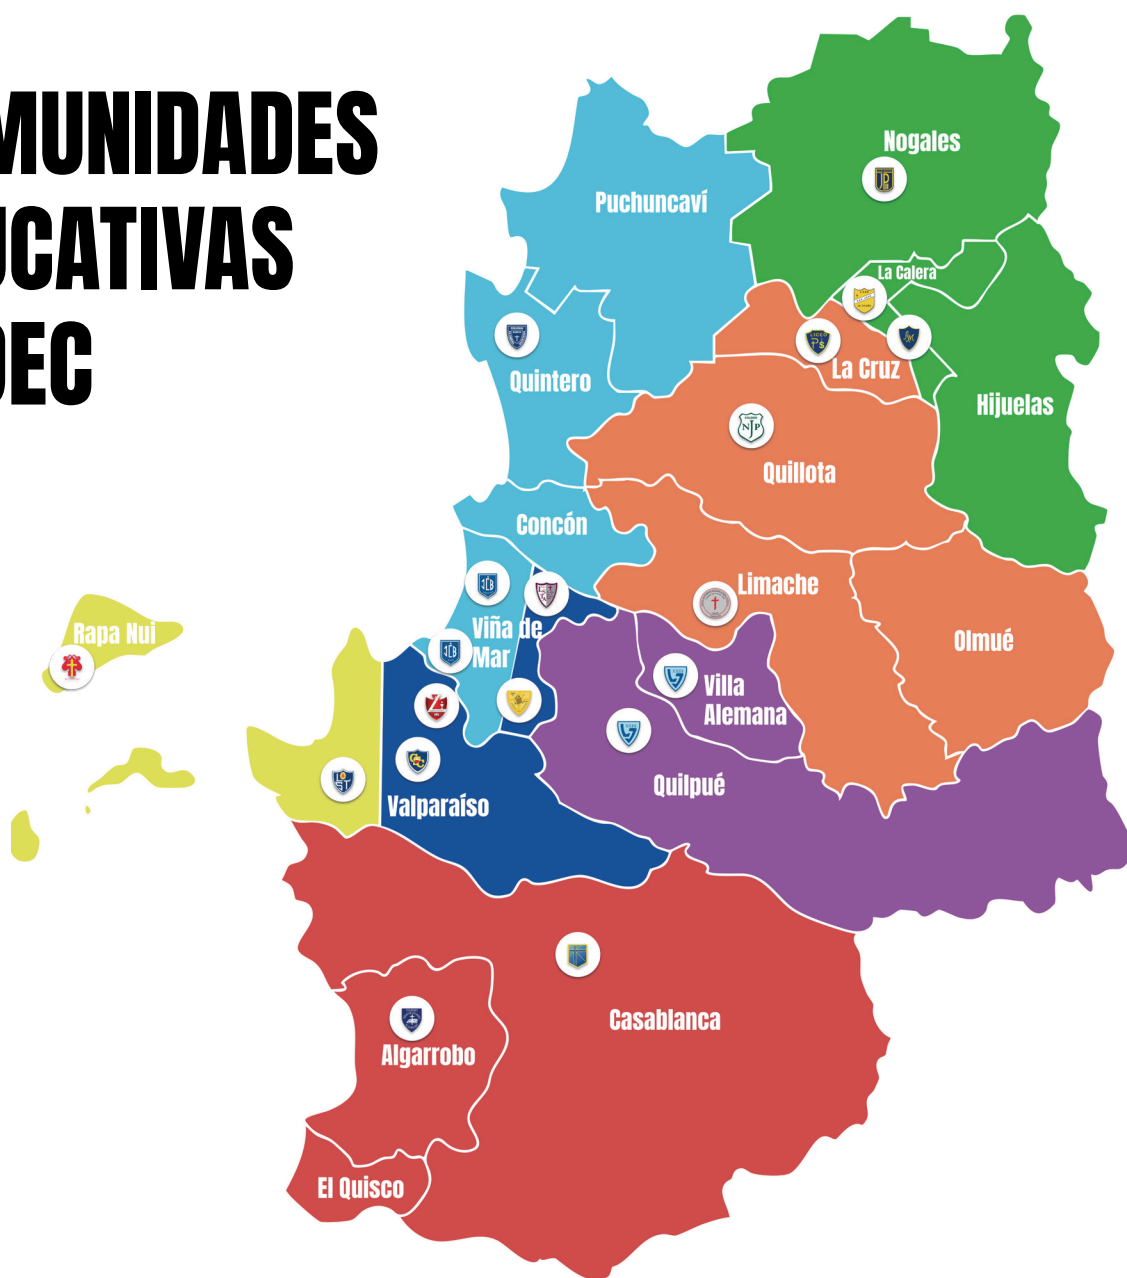 MUNIDADES
UCATIVAS
DEC
Nogales
Puchuncaví
La Calera
Quintero
La Cruz
Hijuelas
NJP
Quillota
Concón
Limache
Viña de
Mar
Olmué
Rapa Nui
Villa
Alemana
Quilpué
Valparaíso
Casablanca
Algarrobo
El Quisco